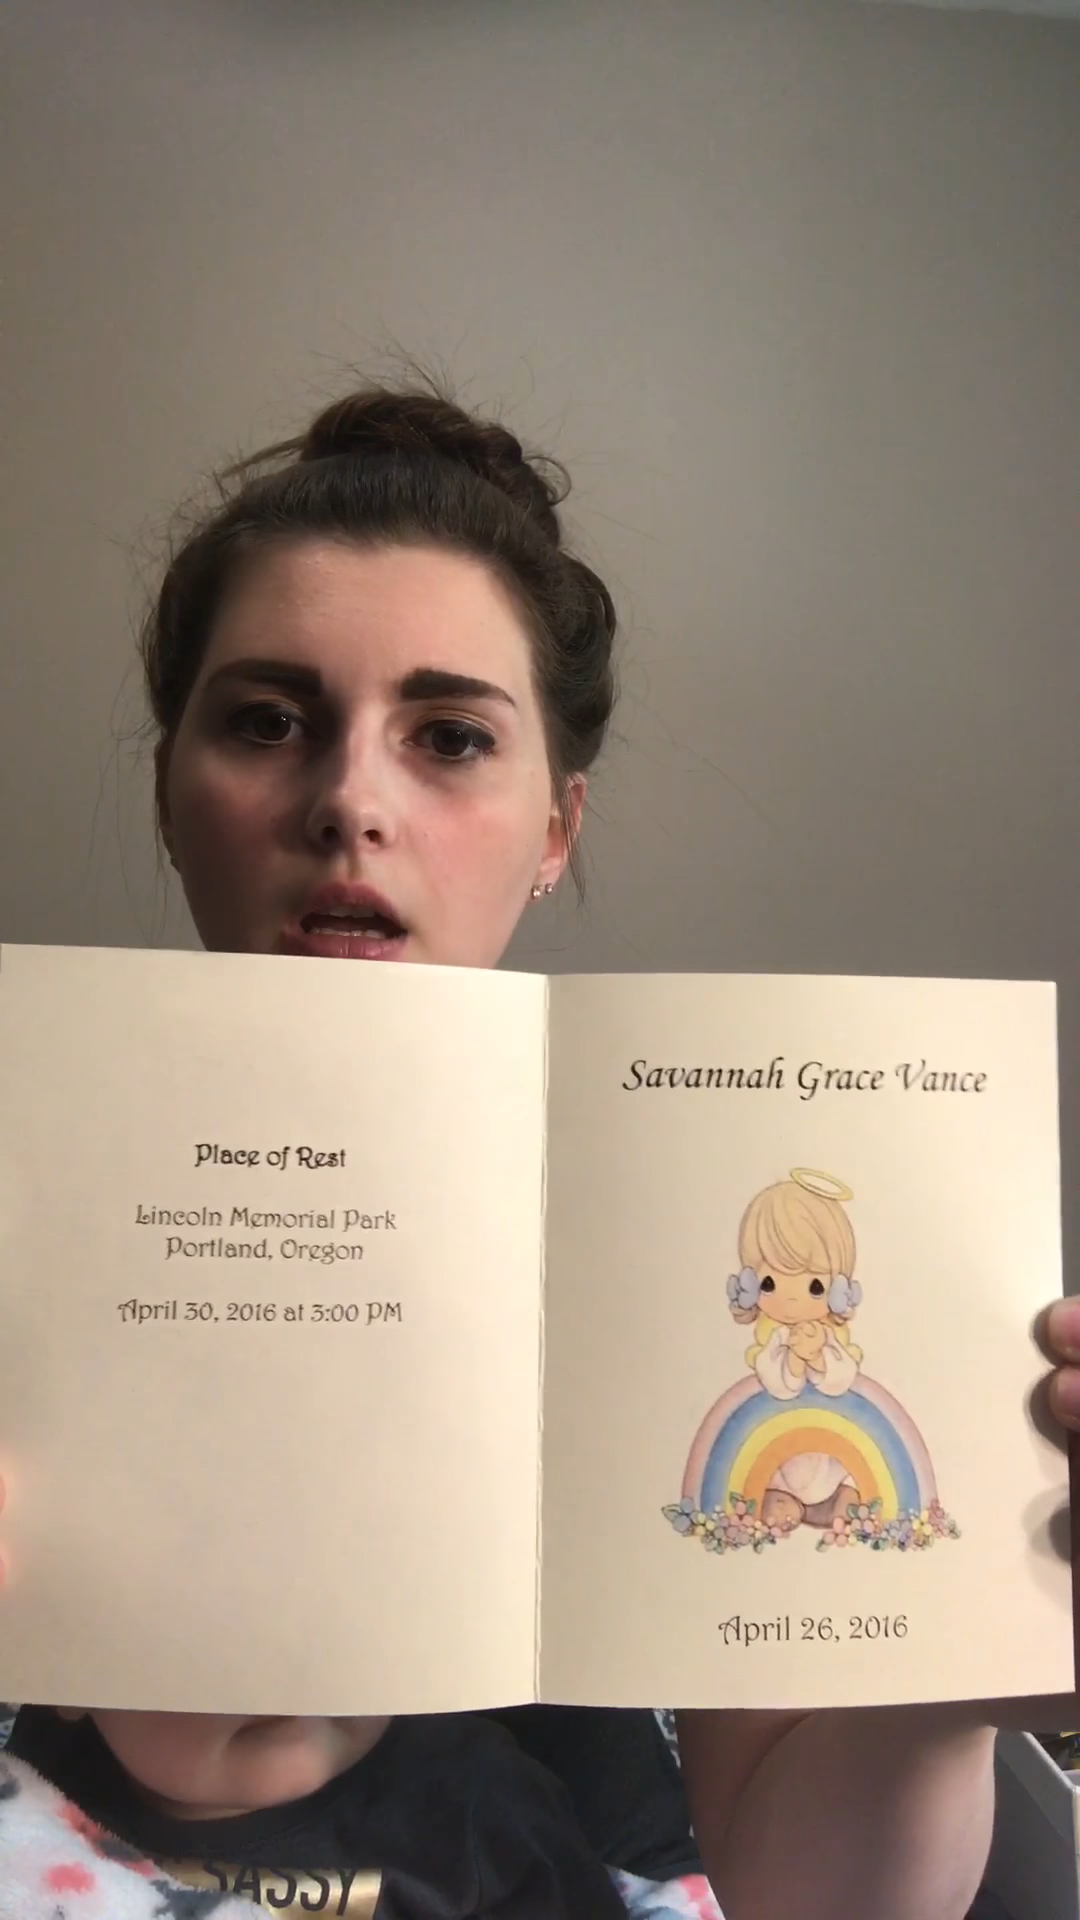 Place of Rest
Lincoln Memorial Park
Portland, Oregon
April 30, 2016 at 3:00 PM
Savannah Grace Vance
April 26, 2016
SASSY